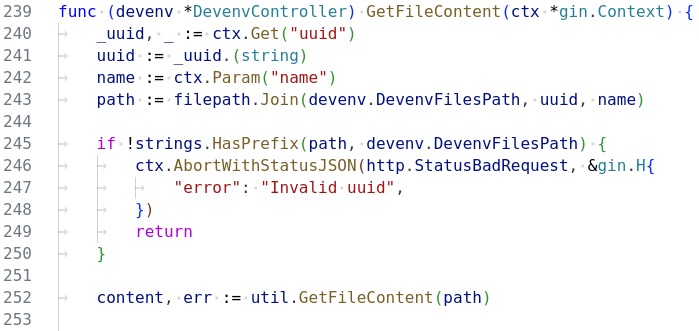 239 func (devenv *DevenvController) GetFileContent(ctx *gin.Context) {
240     _uuid, _ := ctx.Get("uuid")
241     uuid := _uuid.(string)
242     name := ctx.Param("name")
243     path := filepath.Join(devenv.DevenvFilesPath, uuid, name)
244
245     if !strings.HasPrefix(path, devenv.DevenvFilesPath) {
246         ctx.AbortWithStatusJSON(http.StatusBadRequest, &gin.H{
247             "error": "Invalid uuid",
248         })
249         return
250     }
251
252     content, err := util.GetFileContent(path)
253